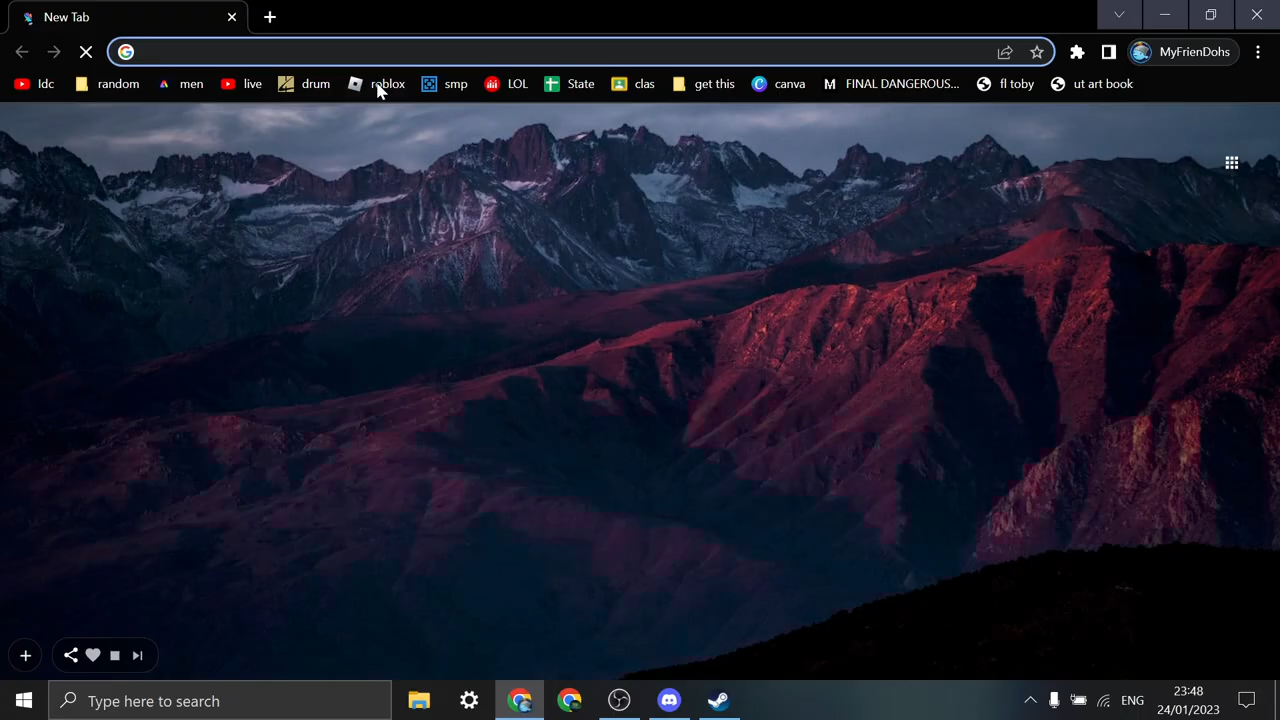 New Tab
MyFrienDohs
ldc random men live drum roblox smp LOL State clas get this canva FINAL DANGEROUS... fl toby ut art book
Type here to search
ENG
23:48
24/01/2023